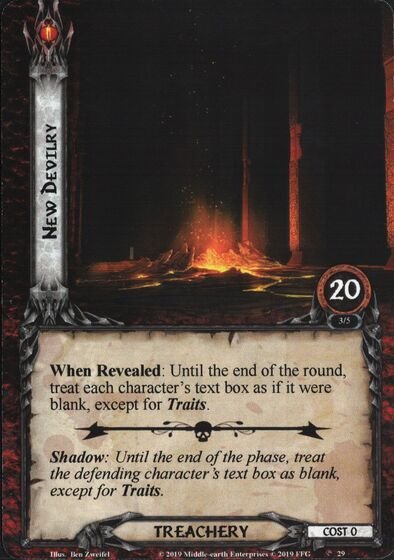 NEW DEVILRY
20
3/5
When Revealed: Until the end of the round,
treat each character's text box as if it were
blank, except for Traits.
Shadow: Until the end of the phase, treat
the defending character's text box as blank,
except for Traits.
TREACHERY
COST 0
Illus. Ben Zweifel
© 2019 Middle-earth Enterprises © 2019 FFG
29